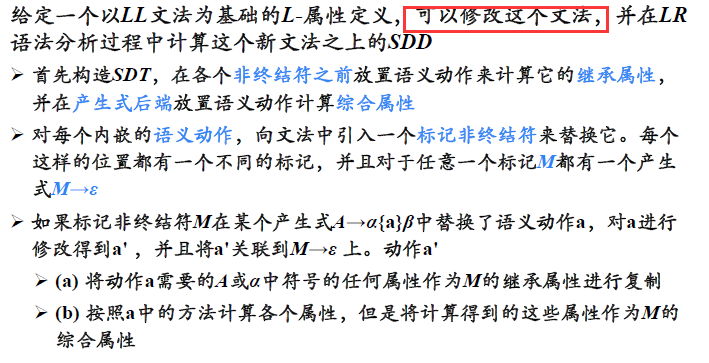 给定一个以LL文法为基础的L-属性定义，可以修改这个文法，并在LR
语法分析过程中计算这个新文法之上的SDD
➢ 首先构造SDT，在各个非终结符之前放置语义动作来计算它的继承属性，
并在产生式后端放置语义动作计算综合属性
➢ 对每个内嵌的语义动作，向文法中引入一个标记非终结符来替换它。每个
这样的位置都有一个不同的标记，并且对于任意一个标记M都有一个产生
式M→ε
➢ 如果标记非终结符M在某个产生式A→α{a}β中替换了语义动作a，对a进行
修改得到a'，并且将a'关联到M→ε 上。动作a'
➢ (a) 将动作a需要的A或α中符号的任何属性作为M的继承属性进行复制
➢ (b) 按照a中的方法计算各个属性，但是将计算得到的这些属性作为M的
综合属性